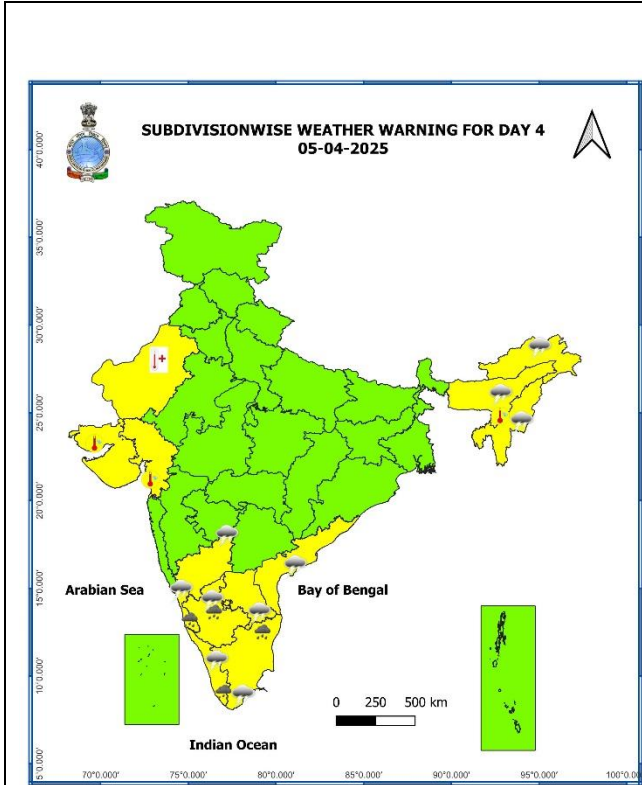 SUBDIVISIONWISE WEATHER WARNING FOR DAY 4
05-04-2025
40°0.000'
35°0.000'
30°0.000'
25°0.000'
20°0.000'
15°0.000'
10°0.000'
5°0.000'
Arabian Sea
Bay of Bengal
0 250 500 km
Indian Ocean
70°0.000' 75°0.000' 80°0.000' 85°0.000' 90°0.000' 95°0.000' 100°0.00